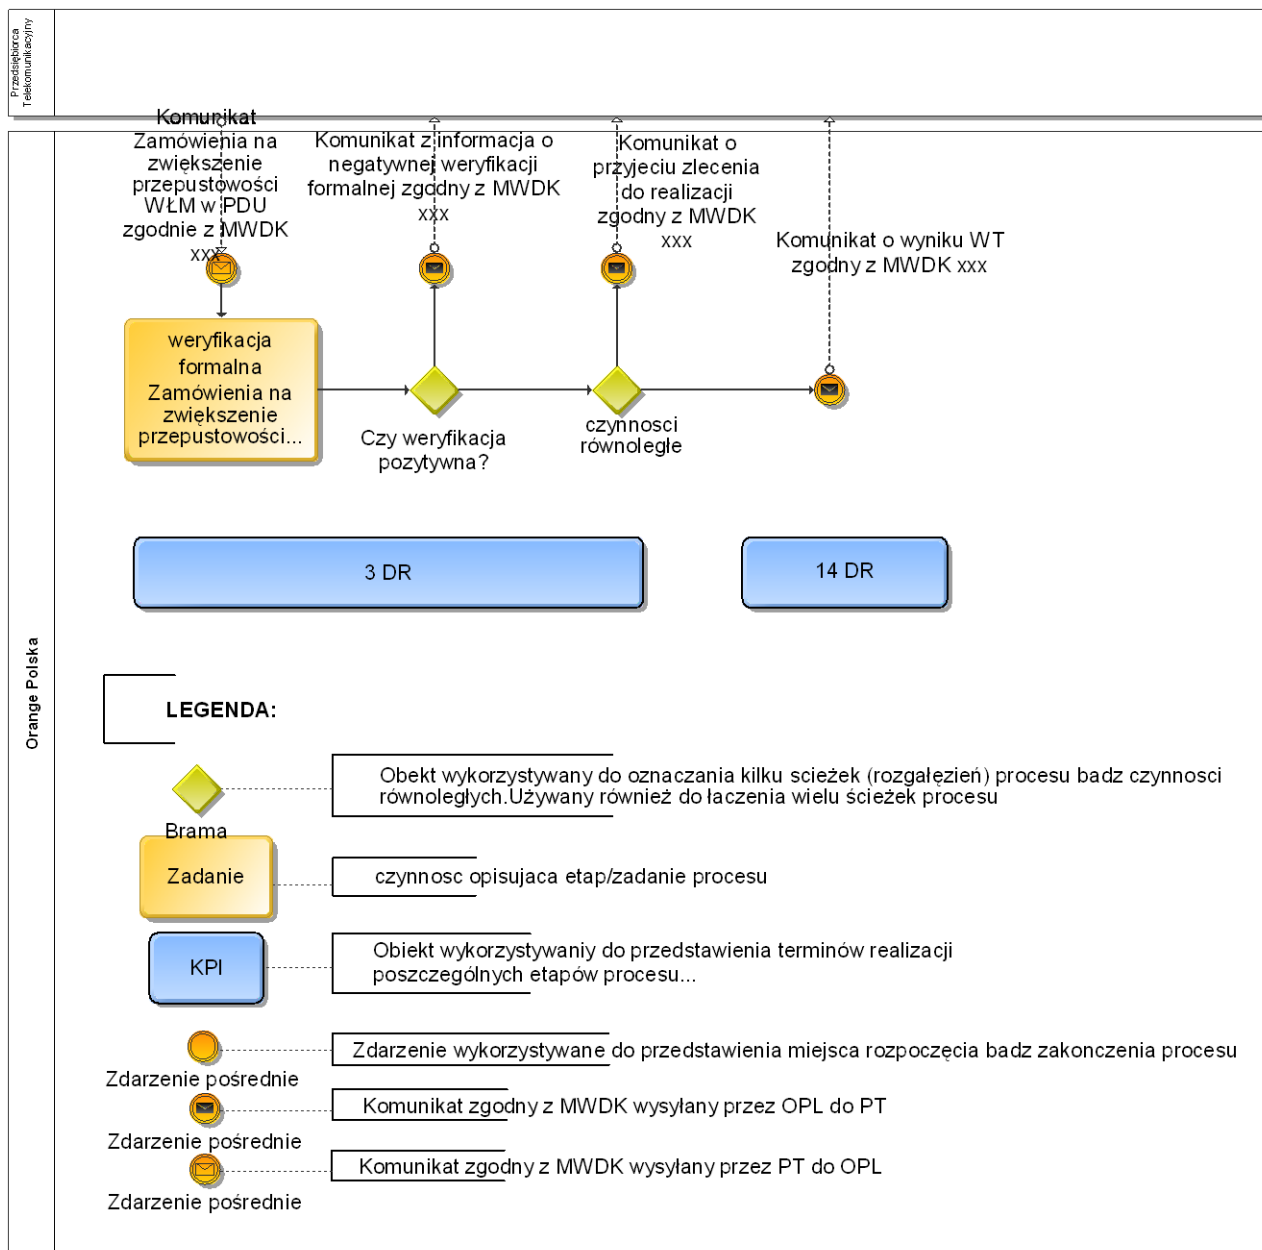 Przedsiębiorca
Telekomunikacyjny
Komunikat
Zamówienia na
zwiększenie
przepustowości
WŁM w PDU
zgodnie z MWDK
xxx
Komunikat z informacja o
negatywnej weryfikacji
formalnej zgodny z MWDK
xxx
Komunikat o
przyjeciu zlecenia
do realizacji
zgodny z MWDK
xxx
Komunikat o wyniku WT
zgodny z MWDK xxx
weryfikacja
formalna
Zamówienia na
zwiększenie
przepustowości...
Czy weryfikacja
pozytywna?
czynnosci
równoległe
3 DR
14 DR
Orange Polska
LEGENDA:
Obekt wykorzystywany do oznaczania kilku scieżek (rozgałęzień) procesu badz czynnosci
równoległych.Używany również do łaczenia wielu ścieżek procesu
Brama
Zadanie
czynnosc opisujaca etap/zadanie procesu
KPI
Obiekt wykorzystywaniy do przedstawienia terminów realizacji
poszczególnych etapów procesu...
Zdarzenie wykorzystywane do przedstawienia miejsca rozpoczęcia badz zakonczenia procesu
Zdarzenie pośrednie
Komunikat zgodny z MWDK wysyłany przez OPL do PT
Zdarzenie pośrednie
Komunikat zgodny z MWDK wysyłany przez PT do OPL
Zdarzenie pośrednie